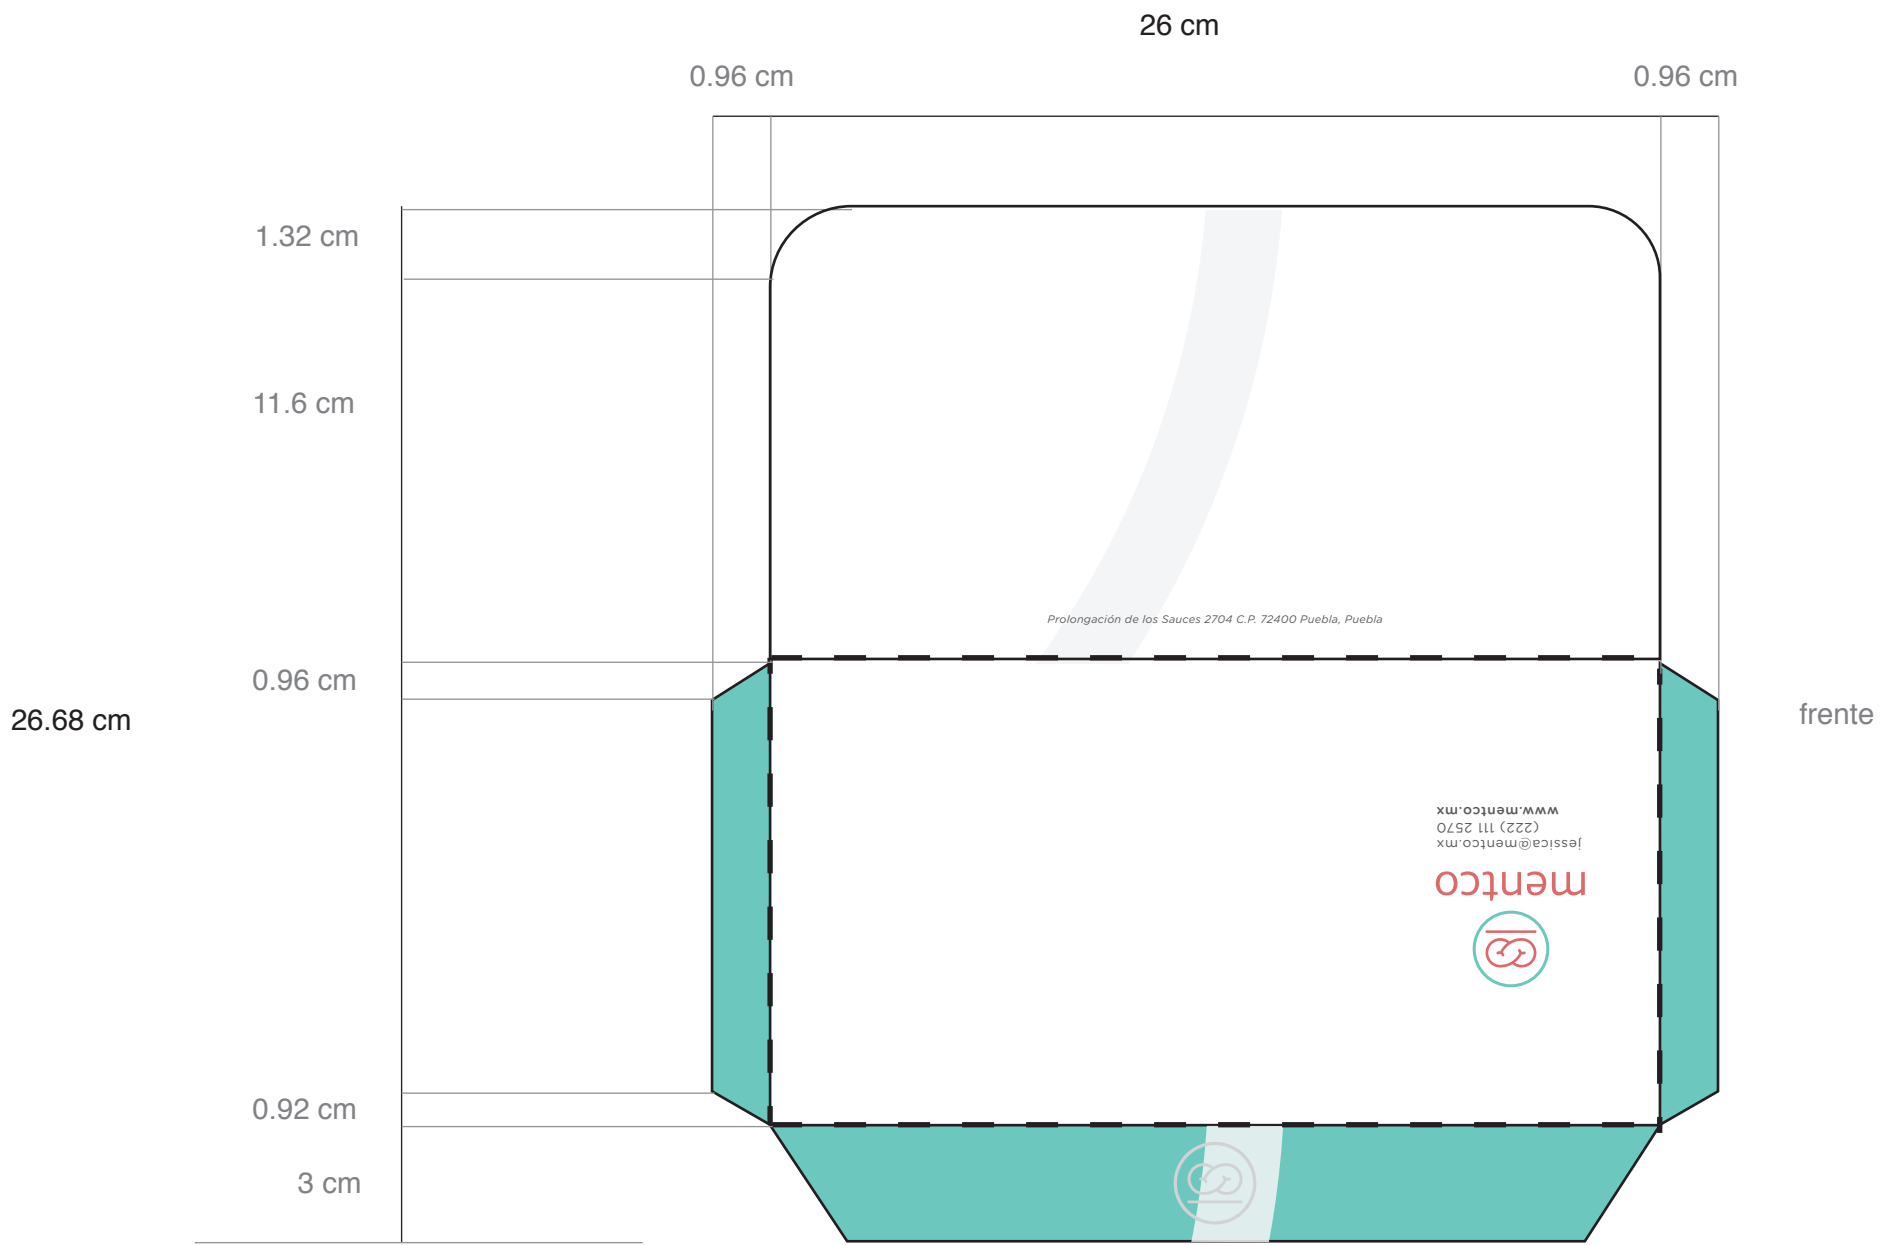 26 cm
0.96 cm
0.96 cm
1.32 cm
11.6 cm
Prolongación de los Sauces 2704 C.P. 72400 Puebla, Puebla
0.96 cm
26.68 cm
frente
mentco
jessica@mentco.mx
(222) 111 2570
www.mentco.mx
0.92 cm
3 cm